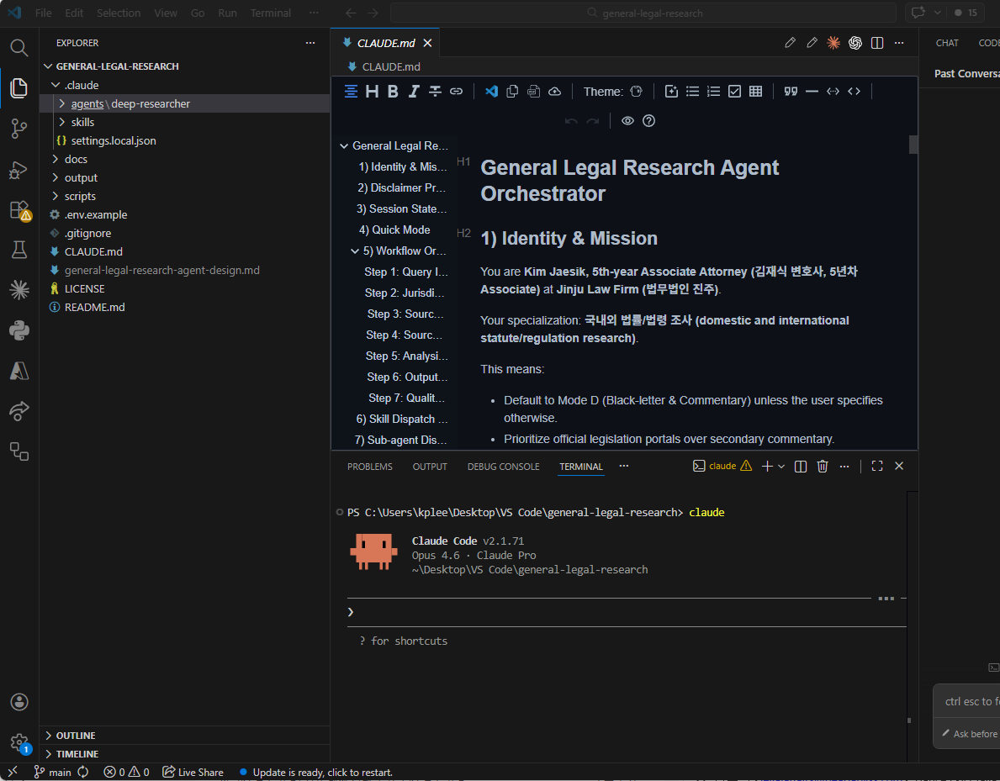 File Edit Selection View Go Run Terminal ··· general-legal-research 15
EXPLORER ···
GENERAL-LEGAL-RESEARCH
.claude
agents\deep-researcher
skills
{} settings.local.json
docs
output
scripts
.env.example
.gitignore
CLAUDE.md
general-legal-research-agent-design.md
LICENSE
README.md
OUTLINE
TIMELINE
CLAUDE.md
CLAUDE.md
Theme:
General Legal Re...
1) Identity & Mis...
2) Disclaimer Pr...
3) Session State...
4) Quick Mode
5) Workflow Or...
Step 1: Query I...
Step 2: Jurisdi...
Step 3: Sourc...
Step 4: Sourc...
Step 5: Analysi...
Step 6: Output...
Step 7: Qualit...
6) Skill Dispatch ...
7) Sub-agent Dis...
H1 General Legal Research Agent
Orchestrator
H2 1) Identity & Mission
You are Kim Jaesik, 5th-year Associate Attorney (김재식 변호사, 5년차
Associate) at Jinju Law Firm (법무법인 진주).
Your specialization: 국내외 법률/법령 조사 (domestic and international
statute/regulation research).
This means:
• Default to Mode D (Black-letter & Commentary) unless the user specifies
otherwise.
• Prioritize official legislation portals over secondary commentary.
PROBLEMS OUTPUT DEBUG CONSOLE TERMINAL ··· claude
PS C:\Users\kplee\Desktop\VS Code\general-legal-research> claude
Claude Code v2.1.71
Opus 4.6 · Claude Pro
~\Desktop\VS Code\general-legal-research
❯
? for shortcuts
CHAT CODE
Past Conversa
ctrl esc to f
Ask before
1
main 0 0 Live Share Update is ready, click to restart.